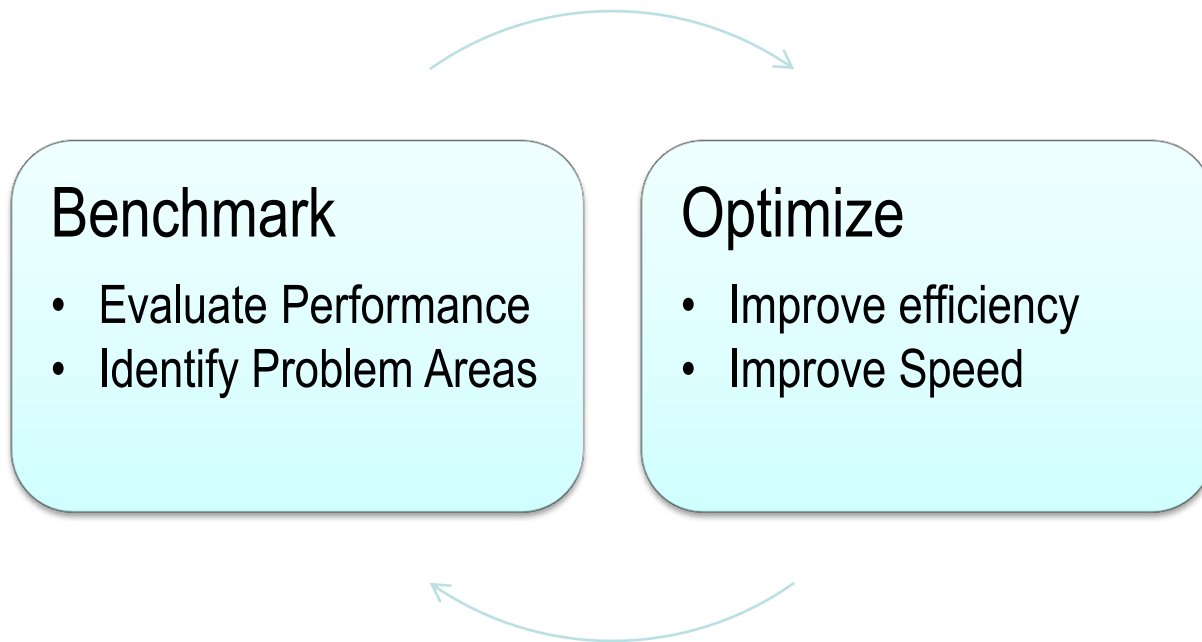 Benchmark
• Evaluate Performance
• Identify Problem Areas
Optimize
• Improve efficiency
• Improve Speed